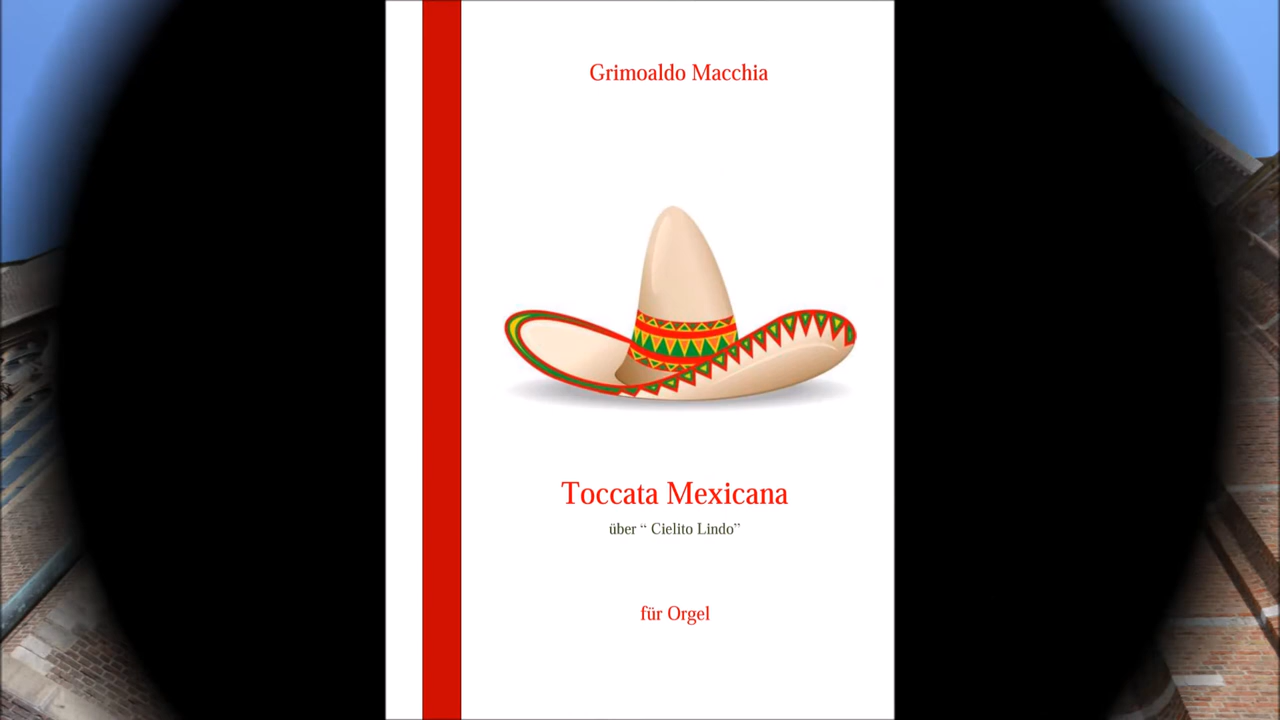 Grimoaldo Macchia
Toccata Mexicana
über “ Cielito Lindo”
für Orgel